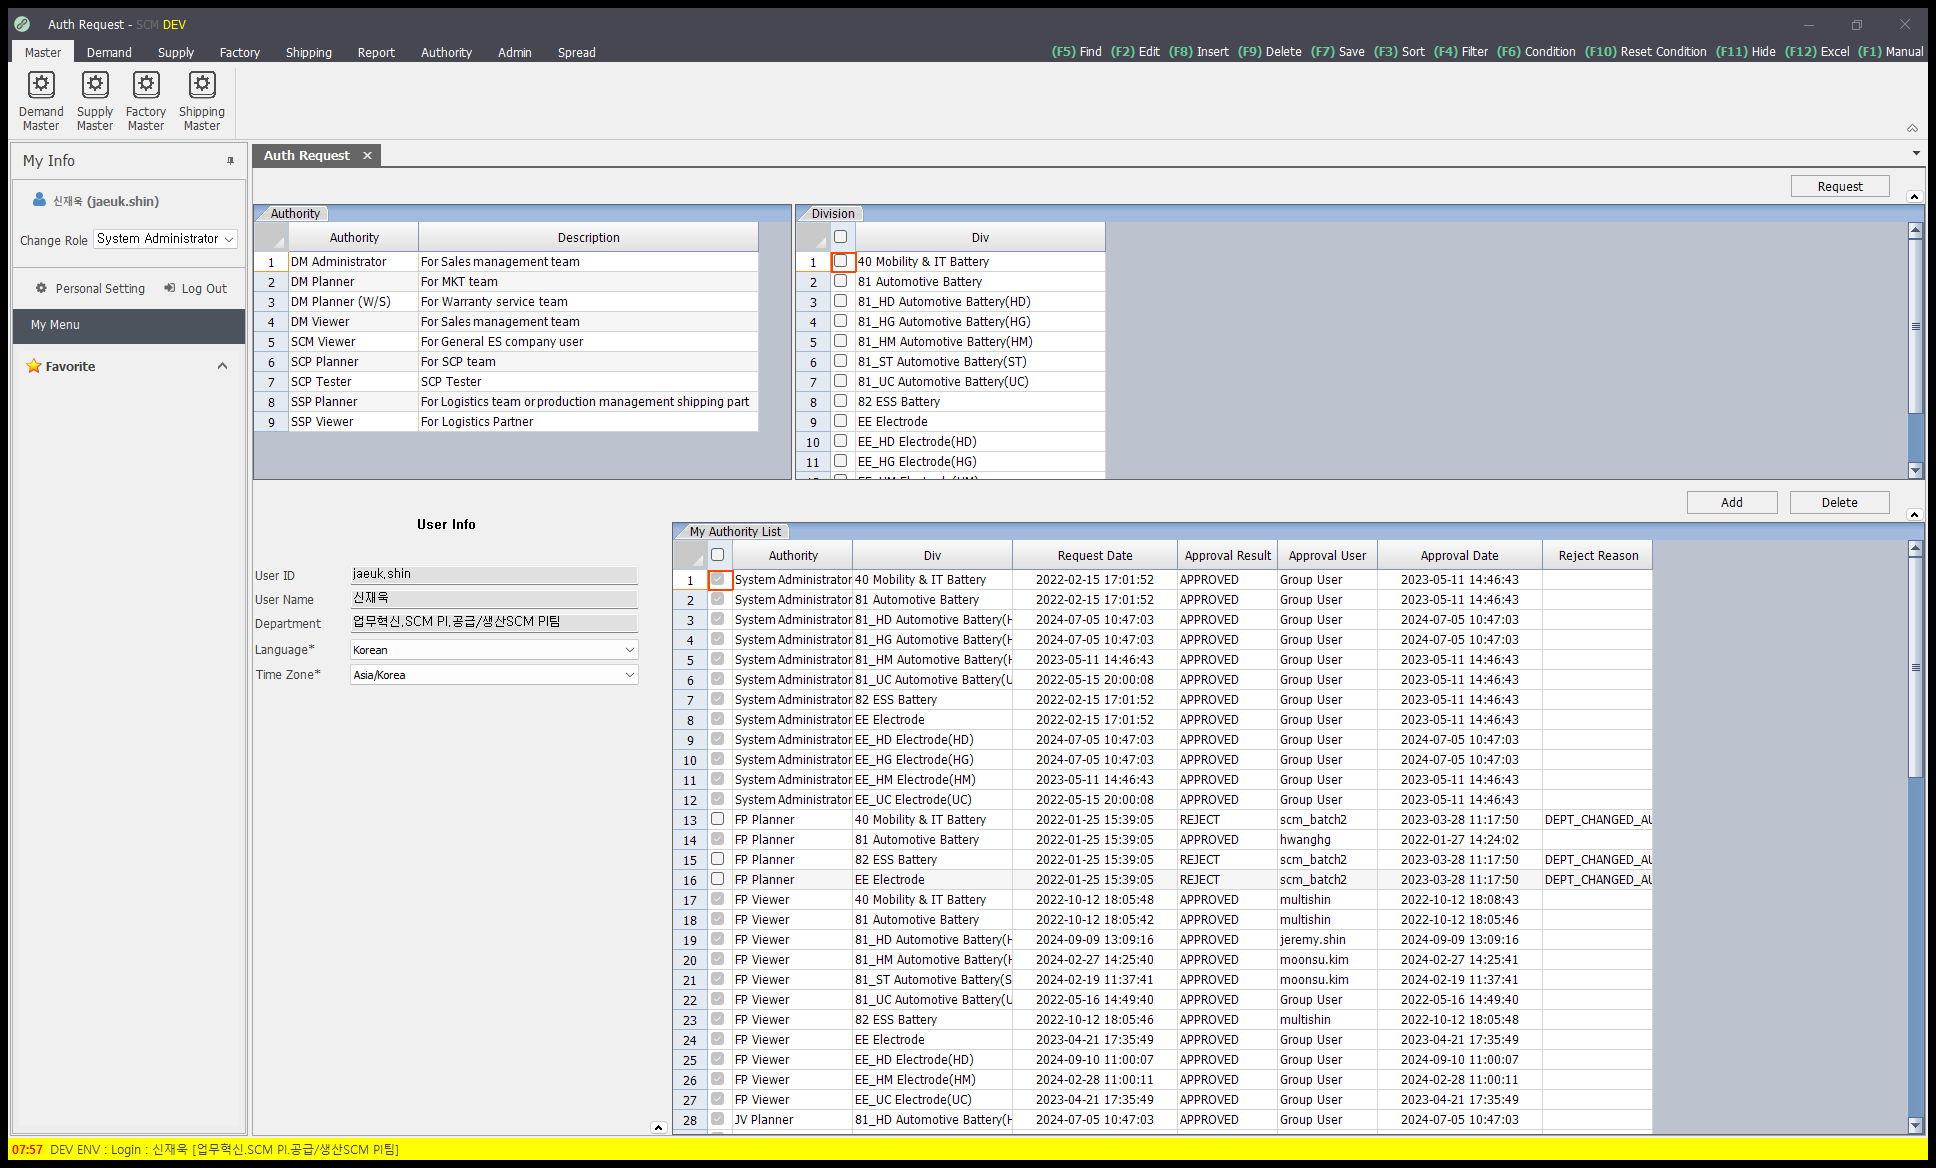 Auth Request - SCM DEV
Master Demand Supply Factory Shipping Report Authority Admin Spread
(F5) Find (F2) Edit (F8) Insert (F9) Delete (F7) Save (F3) Sort (F4) Filter (F6) Condition (F10) Reset Condition (F11) Hide (F12) Excel (F1) Manual
Demand Master
Supply Master
Factory Master
Shipping Master
My Info
신재욱 (jaeuk.shin)
Change Role System Administrator
Personal Setting Log Out
My Menu
Favorite
Auth Request
Request
Authority
Authority Description
1 DM Administrator For Sales management team
2 DM Planner For MKT team
3 DM Planner (W/S) For Warranty service team
4 DM Viewer For Sales management team
5 SCM Viewer For General ES company user
6 SCP Planner For SCP team
7 SCP Tester SCP Tester
8 SSP Planner For Logistics team or production management shipping part
9 SSP Viewer For Logistics Partner
Division
Div
1 40 Mobility & IT Battery
2 81 Automotive Battery
3 81_HD Automotive Battery(HD)
4 81_HG Automotive Battery(HG)
5 81_HM Automotive Battery(HM)
6 81_ST Automotive Battery(ST)
7 81_UC Automotive Battery(UC)
8 82 ESS Battery
9 EE Electrode
10 EE_HD Electrode(HD)
11 EE_HG Electrode(HG)
Add Delete
User Info
User ID jaeuk.shin
User Name 신재욱
Department 업무혁신.SCM PI.공급/생산SCM PI팀
Language* Korean
Time Zone* Asia/Korea
My Authority List
Authority Div Request Date Approval Result Approval User Approval Date Reject Reason
1 System Administrator 40 Mobility & IT Battery 2022-02-15 17:01:52 APPROVED Group User 2023-05-11 14:46:43
2 System Administrator 81 Automotive Battery 2022-02-15 17:01:52 APPROVED Group User 2023-05-11 14:46:43
3 System Administrator 81_HD Automotive Battery(H 2024-07-05 10:47:03 APPROVED Group User 2024-07-05 10:47:03
4 System Administrator 81_HG Automotive Battery(H 2024-07-05 10:47:03 APPROVED Group User 2024-07-05 10:47:03
5 System Administrator 81_HM Automotive Battery(H 2023-05-11 14:46:43 APPROVED Group User 2023-05-11 14:46:43
6 System Administrator 81_UC Automotive Battery(U 2022-05-15 20:00:08 APPROVED Group User 2023-05-11 14:46:43
7 System Administrator 82 ESS Battery 2022-02-15 17:01:52 APPROVED Group User 2023-05-11 14:46:43
8 System Administrator EE Electrode 2022-02-15 17:01:52 APPROVED Group User 2023-05-11 14:46:43
9 System Administrator EE_HD Electrode(HD) 2024-07-05 10:47:03 APPROVED Group User 2024-07-05 10:47:03
10 System Administrator EE_HG Electrode(HG) 2024-07-05 10:47:03 APPROVED Group User 2024-07-05 10:47:03
11 System Administrator EE_HM Electrode(HM) 2023-05-11 14:46:43 APPROVED Group User 2023-05-11 14:46:43
12 System Administrator EE_UC Electrode(UC) 2022-05-15 20:00:08 APPROVED Group User 2023-05-11 14:46:43
13 FP Planner 40 Mobility & IT Battery 2022-01-25 15:39:05 REJECT scm_batch2 2023-03-28 11:17:50 DEPT_CHANGED_AU
14 FP Planner 81 Automotive Battery 2022-01-25 15:39:05 APPROVED hwanghg 2022-01-27 14:24:02
15 FP Planner 82 ESS Battery 2022-01-25 15:39:05 REJECT scm_batch2 2023-03-28 11:17:50 DEPT_CHANGED_AU
16 FP Planner EE Electrode 2022-01-25 15:39:05 REJECT scm_batch2 2023-03-28 11:17:50 DEPT_CHANGED_AU
17 FP Viewer 40 Mobility & IT Battery 2022-10-12 18:05:48 APPROVED multishin 2022-10-12 18:08:43
18 FP Viewer 81 Automotive Battery 2022-10-12 18:05:42 APPROVED multishin 2022-10-12 18:05:46
19 FP Viewer 81_HD Automotive Battery(H 2024-09-09 13:09:16 APPROVED jeremy.shin 2024-09-09 13:09:16
20 FP Viewer 81_HM Automotive Battery(H 2024-02-27 14:25:40 APPROVED moonsu.kim 2024-02-27 14:25:41
21 FP Viewer 81_ST Automotive Battery(S 2024-02-19 11:37:41 APPROVED moonsu.kim 2024-02-19 11:37:41
22 FP Viewer 81_UC Automotive Battery(U 2022-05-16 14:49:40 APPROVED Group User 2022-05-16 14:49:40
23 FP Viewer 82 ESS Battery 2022-10-12 18:05:46 APPROVED multishin 2022-10-12 18:05:48
24 FP Viewer EE Electrode 2023-04-21 17:35:49 APPROVED Group User 2023-04-21 17:35:49
25 FP Viewer EE_HD Electrode(HD) 2024-09-10 11:00:07 APPROVED Group User 2024-09-10 11:00:07
26 FP Viewer EE_HM Electrode(HM) 2024-02-28 11:00:11 APPROVED Group User 2024-02-28 11:00:11
27 FP Viewer EE_UC Electrode(UC) 2023-04-21 17:35:49 APPROVED Group User 2023-04-21 17:35:49
28 JV Planner 81_HD Automotive Battery(H 2024-07-05 10:47:03 APPROVED Group User 2024-07-05 10:47:03
07:57 DEV ENV : Login : 신재욱 [업무혁신.SCM PI.공급/생산SCM PI팀]